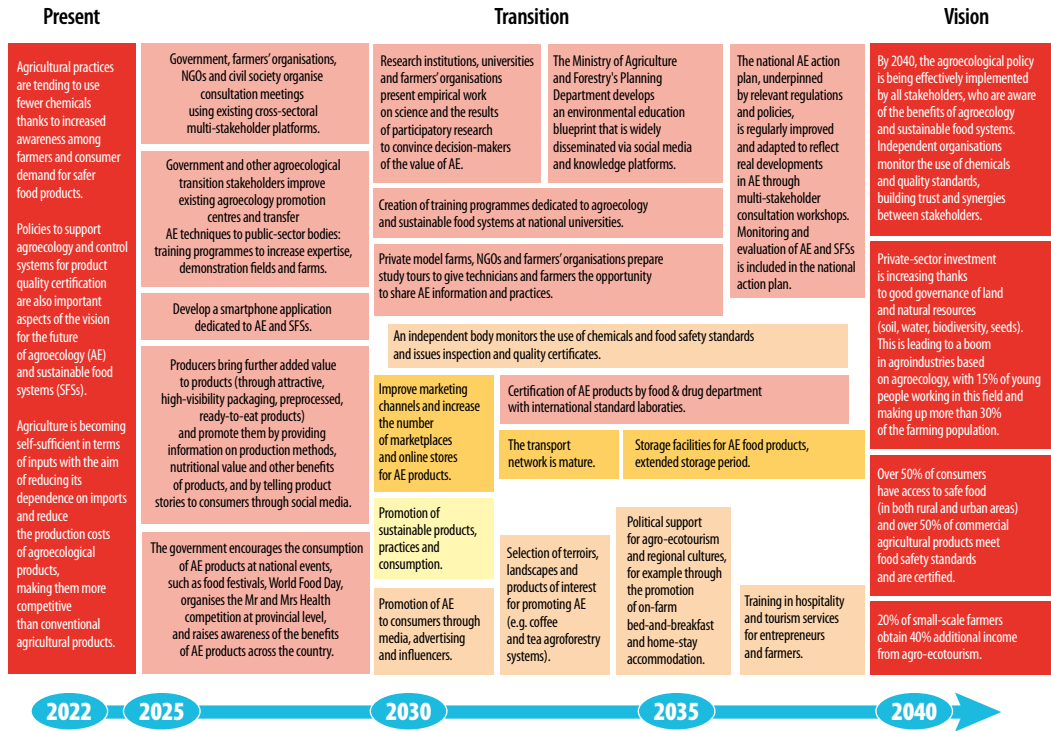 Present
Transition
Vision
Agricultural practices
are tending to use
fewer chemicals
thanks to increased
awareness among
farmers and consumer
demand for safer
food products.
Policies to support
agroecology and control
systems for product
quality certification
are also important
aspects of the vision
for the future
of agroecology (AE)
and sustainable food
systems (SFSs).
Agriculture is becoming
self-sufficient in terms
of inputs with the aim
of reducing its
dependence on imports
and reduce
the production costs
of agroecological
products,
making them more
competitive
than conventional
agricultural products.
Government, farmers' organisations,
NGOs and civil society organise
consultation meetings
using existing cross-sectoral
multi-stakeholder platforms.
Government and other agroecological
transition stakeholders improve
existing agroecology promotion
centres and transfer
AE techniques to public-sector bodies:
training programmes to increase expertise,
demonstration fields and farms.
Develop a smartphone application
dedicated to AE and SFSs.
Producers bring further added value
to products (through attractive,
high-visibility packaging, preprocessed,
ready-to-eat products)
and promote them by providing
information on production methods,
nutritional value and other benefits
of products, and by telling product
stories to consumers through social media.
The government encourages the consumption
of AE products at national events,
such as food festivals, World Food Day,
organises the Mr and Mrs Health
competition at provincial level,
and raises awareness of the benefits
of AE products across the country.
Research institutions, universities
and farmers' organisations
present empirical work
on science and the results
of participatory research
to convince decision-makers
of the value of AE.
The Ministry of Agriculture
and Forestry's Planning
Department develops
an environmental education
blueprint that is widely
disseminated via social media
and knowledge platforms.
The national AE action
plan, underpinned
by relevant regulations
and policies,
is regularly improved
and adapted to reflect
real developments
in AE through
multi-stakeholder
consultation workshops.
Monitoring and
evaluation of AE and SFSs
is included in the national
action plan.
Creation of training programmes dedicated to agroecology
and sustainable food systems at national universities.
Private model farms, NGOs and farmers' organisations prepare
study tours to give technicians and farmers the opportunity
to share AE information and practices.
An independent body monitors the use of chemicals and food safety standards
and issues inspection and quality certificates.
Improve marketing
channels and increase
the number
of marketplaces
and online stores
for AE products.
Certification of AE products by food & drug department
with international standard laboraties.
The transport
network is mature.
Storage facilities for AE food products,
extended storage period.
Promotion of
sustainable products,
practices and
consumption.
Promotion of AE
to consumers through
media, advertising
and influencers.
Selection of terroirs,
landscapes and
products of interest
for promoting AE
(e.g. coffee
and tea agroforestry
systems).
Political support
for agro-ecotourism
and regional cultures,
for example through
the promotion
of on-farm
bed-and-breakfast
and home-stay
accommodation.
Training in hospitality
and tourism services
for entrepreneurs
and farmers.
By 2040, the agroecological policy
is being effectively implemented
by all stakeholders, who are aware
of the benefits of agroecology
and sustainable food systems.
Independent organisations
monitor the use of chemicals
and quality standards,
building trust and synergies
between stakeholders.
Private-sector investment
is increasing thanks
to good governance of land
and natural resources
(soil, water, biodiversity, seeds).
This is leading to a boom
in agroindustries based
on agroecology, with 15% of young
people working in this field and
making up more than 30%
of the farming population.
Over 50% of consumers
have access to safe food
(in both rural and urban areas)
and over 50% of commercial
agricultural products meet
food safety standards
and are certified.
20% of small-scale farmers
obtain 40% additional income
from agro-ecotourism.
2022
2025
2030
2035
2040